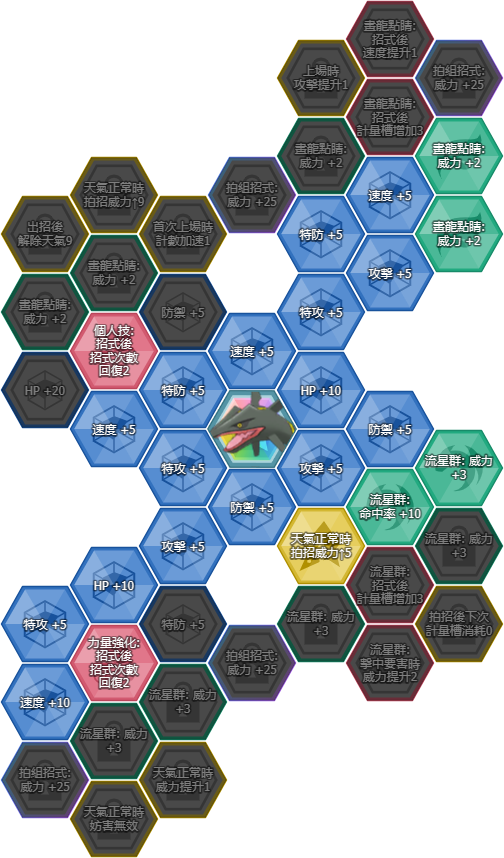 畫龍點睛:
招式後
速度提升1
上場時
攻擊提升1
拍組招式:
威力 +25
畫龍點睛:
招式後
計量槽增加3
畫龍點睛:
威力 +2
畫龍點睛:
威力 +2
天氣正常時
拍招威力↑9
拍組招式:
威力 +25
速度 +5
出招後
解除天氣9
首次上場時
計數加速1
特防 +5
畫龍點睛:
威力 +2
畫龍點睛:
威力 +2
攻擊 +5
畫龍點睛:
威力 +2
防禦 +5
特攻 +5
個人技:
招式後
招式次數
回復2
速度 +5
HP +20
特防 +5
HP +10
速度 +5
防禦 +5
特攻 +5
攻擊 +5
流星群: 威力
+3
防禦 +5
流星群:
命中率 +10
攻擊 +5
天氣正常時
拍招威力↑5
流星群: 威力
+3
HP +10
流星群:
招式後
計量槽增加3
特攻 +5
特防 +5
流星群: 威力
+3
拍招後下次
計量槽消耗0
力量強化:
招式後
招式次數
回復2
拍組招式:
威力 +25
流星群:
擊中要害時
威力提升2
速度 +10
流星群: 威力
+3
流星群: 威力
+3
拍組招式:
威力 +25
天氣正常時
威力提升1
天氣正常時
妨害無效